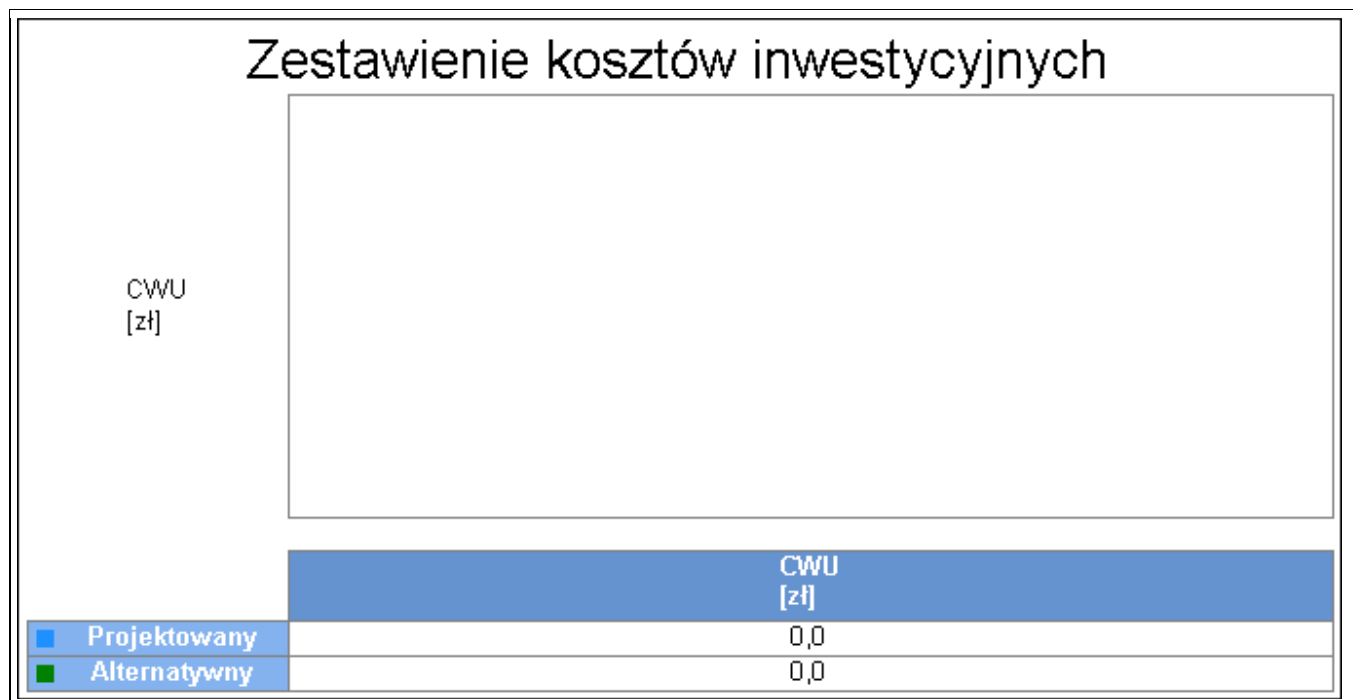 Zestawienie kosztów inwestycyjnych
CWU
[zł]
CWU
[zł]
Projektowany 0,0
Alternatywny 0,0